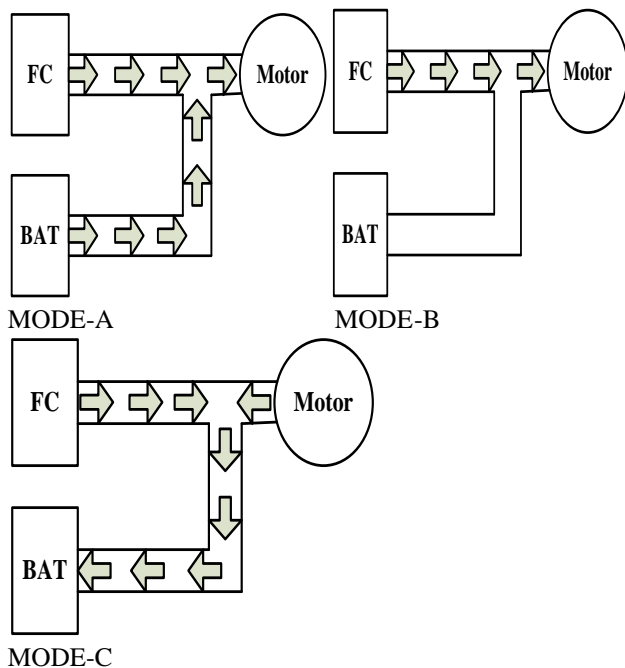 FC
Motor
BAT
MODE-A
FC
Motor
BAT
MODE-B
FC
Motor
BAT
MODE-C